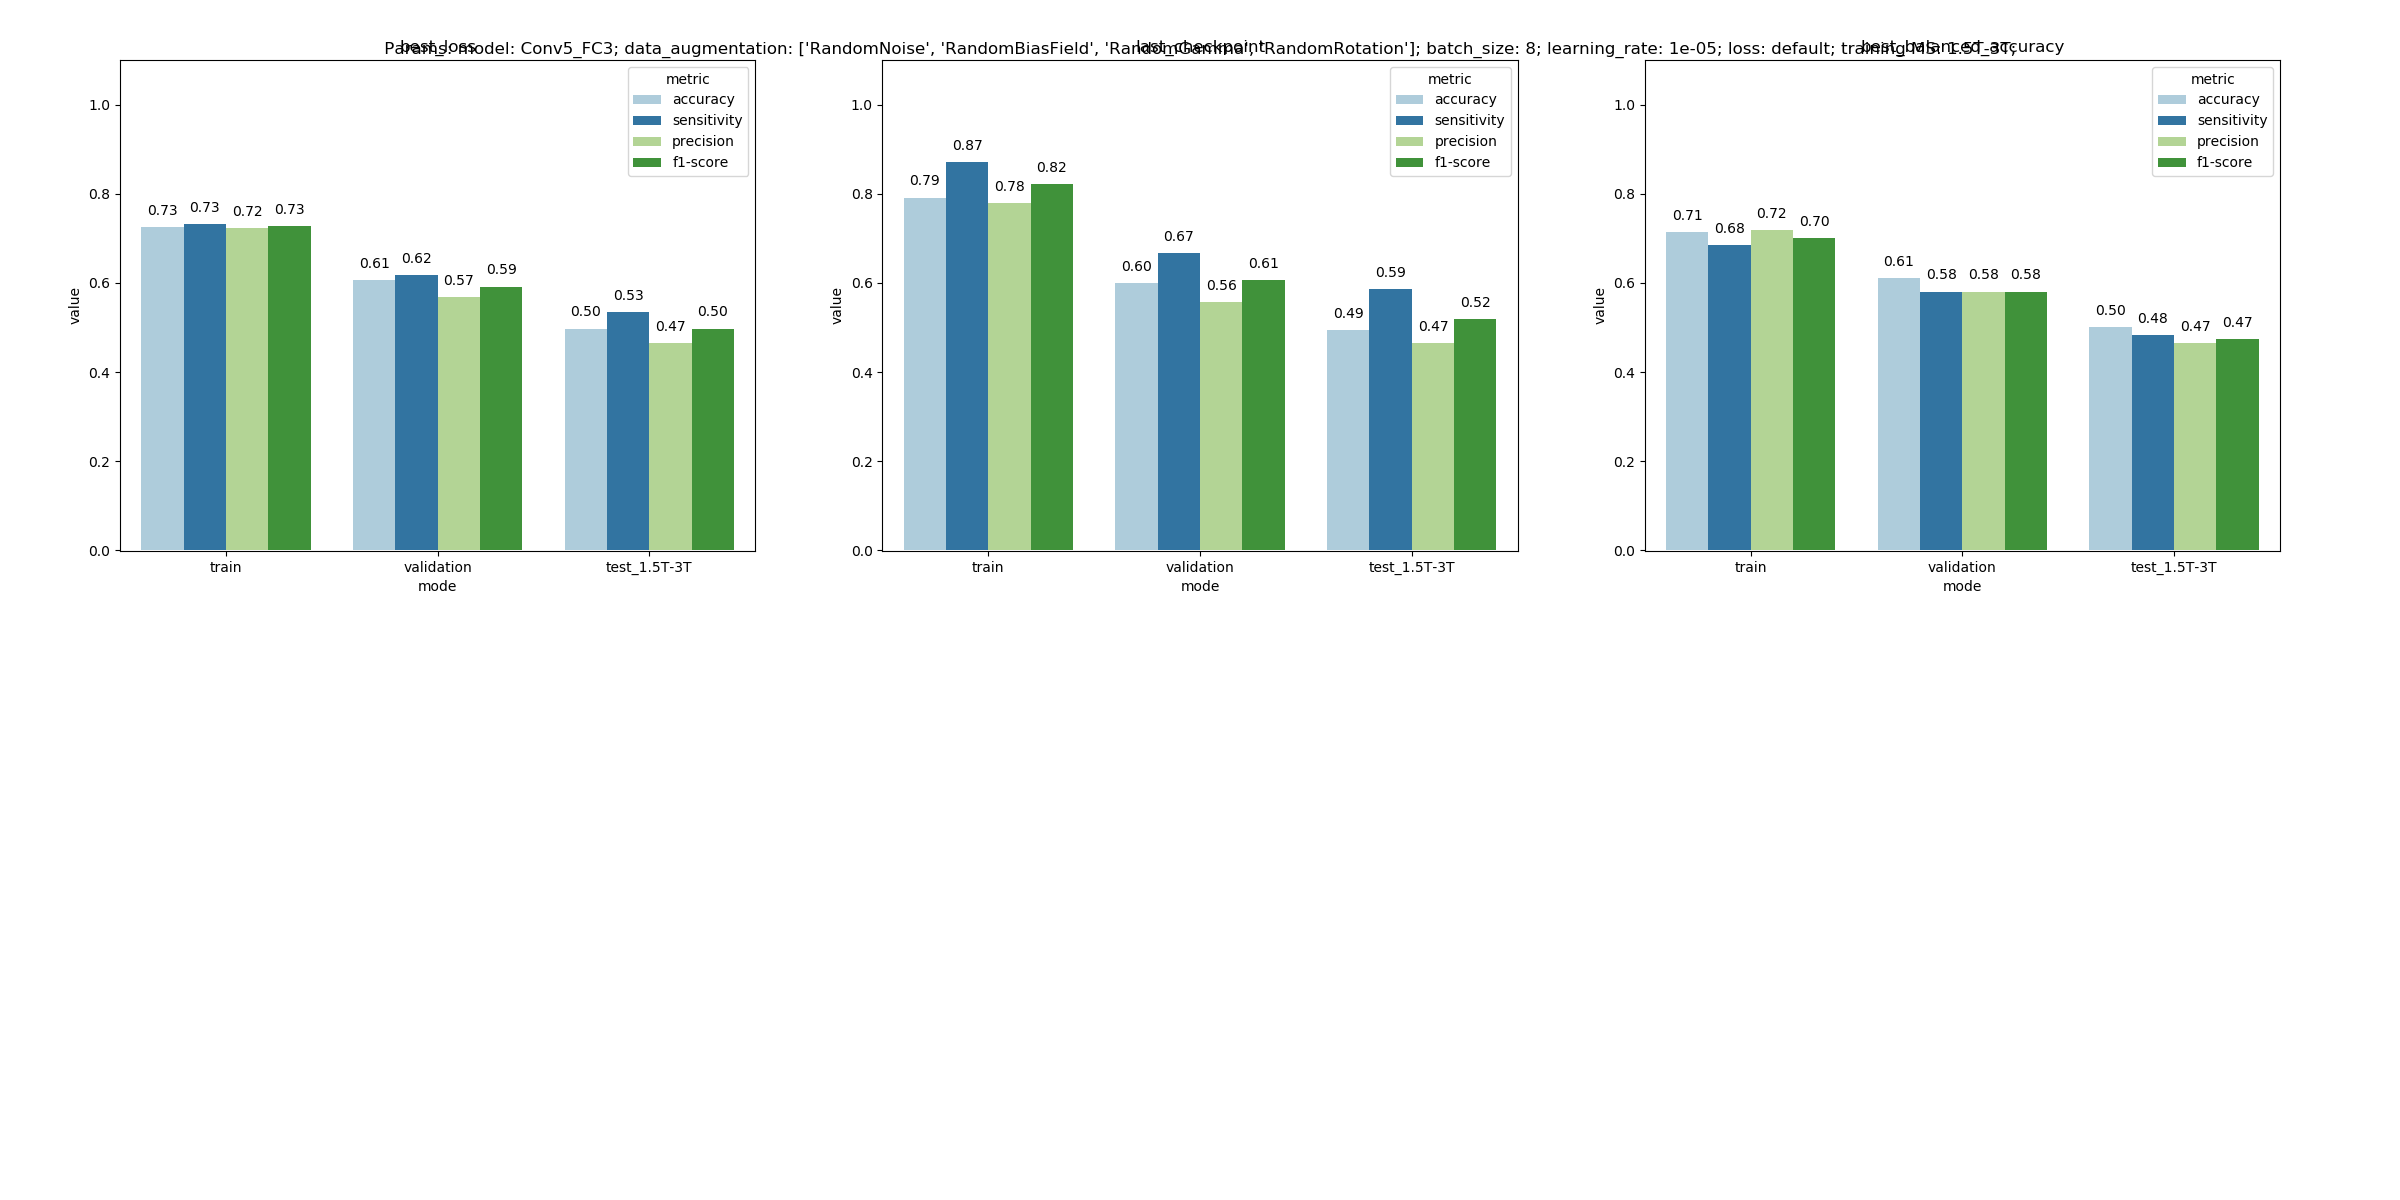 best_loss
last_checkpoint
best_balanced_accuracy
Params: model: Conv5_FC3; data_augmentation: ['RandomNoise', 'RandomBiasField', 'RandomGamma', 'RandomRotation']; batch_size: 8; learning_rate: 1e-05; loss: default; training MS: 1.5T-3T;
metric
accuracy
sensitivity
precision
f1-score
1.0
0.8
0.6
0.4
0.2
0.0
value
0.73 0.73 0.72 0.73
0.61 0.62 0.57 0.59
0.50 0.53 0.47 0.50
train validation test_1.5T-3T
mode
metric
accuracy
sensitivity
precision
f1-score
1.0
0.8
0.6
0.4
0.2
0.0
value
0.79 0.87 0.78 0.82
0.60 0.67 0.56 0.61
0.49 0.59 0.47 0.52
train validation test_1.5T-3T
mode
metric
accuracy
sensitivity
precision
f1-score
1.0
0.8
0.6
0.4
0.2
0.0
value
0.71 0.68 0.72 0.70
0.61 0.58 0.58 0.58
0.50 0.48 0.47 0.47
train validation test_1.5T-3T
mode